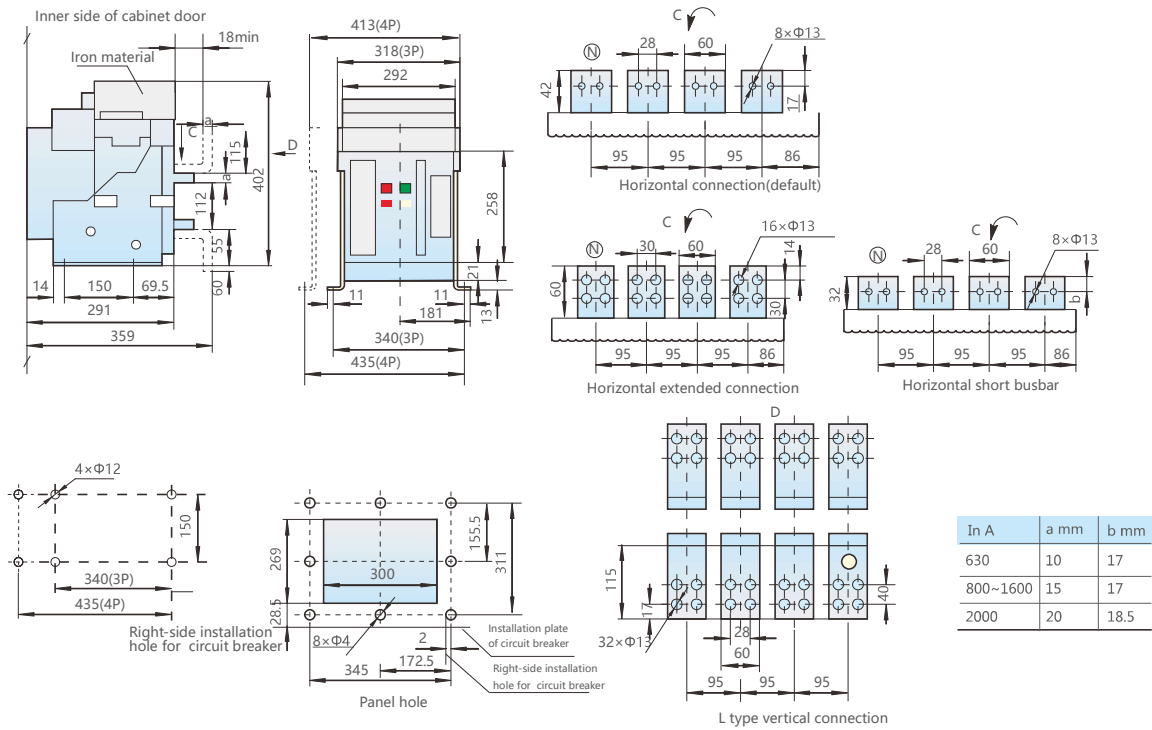 Inner side of cabinet door
18min
Iron material
a
C
115
D
402
a
112
55
60
14
150
69.5
291
359
413(4P)
318(3P)
292
258
21
11
11
181
13
340(3P)
435(4P)
C
N
28
60
8×Φ13
42
17
95
95
95
86
Horizontal connection(default)
C
N
30
60
16×Φ13
14
60
30
95
95
95
86
Horizontal extended connection
C
N
28
60
8×Φ13
32
b
95
95
95
86
Horizontal short busbar
4×Φ12
150
340(3P)
435(4P)
Right-side installation
hole for circuit breaker
269
300
28.5
155.5
311
8×Φ4
2
172.5
345
Installation plate
of circuit breaker
Right-side installation
hole for circuit breaker
Panel hole
D
115
17
40
32×Φ13
28
60
95
95
95
L type vertical connection
In A a mm b mm
630 10 17
800~1600 15 17
2000 20 18.5